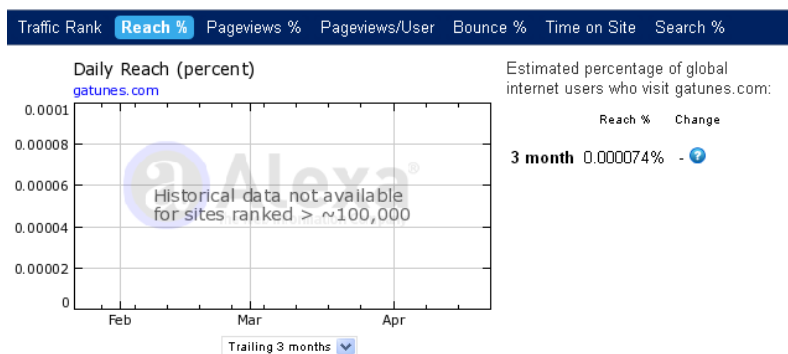 Traffic Rank Reach % Pageviews % Pageviews/User Bounce % Time on Site Search %
Daily Reach (percent)
gatunes.com
0.0001
0.00008
0.00006
0.00004
0.00002
0
Alexa®
Historical data not available
for sites ranked > ~100,000
Feb Mar Apr
Trailing 3 months
Estimated percentage of global
internet users who visit gatunes.com:
Reach % Change
3 month 0.000074% - ?